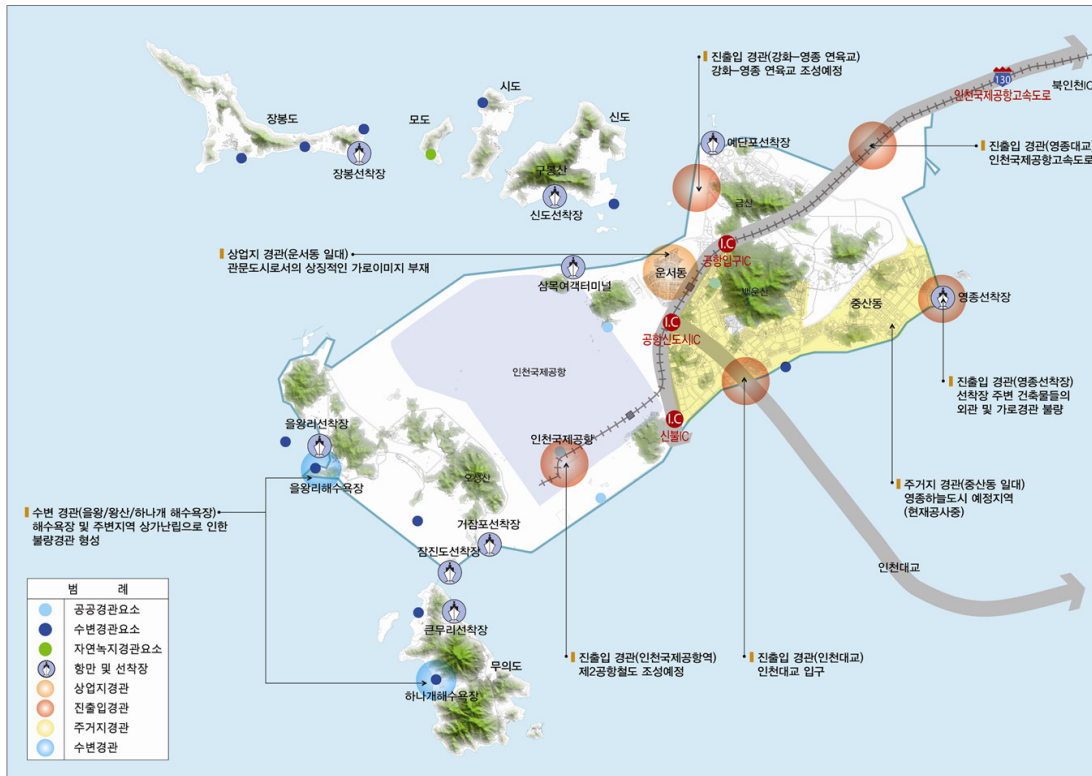 진출입 경관(강화-영종 연육교)
강화-영종 연육교 조성예정
130
북인천IC
인천국제공항고속도로
시도
장봉도
모도
신도
예단포선착장
진출입 경관(영종대교)
인천국제공항고속도로
장봉선착장
구봉산
신도선착장
금산
상업지 경관(운서동 일대)
관문도시로서의 상징적인 가로이미지 부재
I.C
공항입구IC
운서동
삼목여객터미널
백운산
중산동
영종선착장
I.C
공항신도시IC
인천국제공항
진출입 경관(영종선착장)
선착장 주변 건축물들의
외관 및 가로경관 불량
을왕리선착장
I.C
신불IC
인천국제공항
을왕리해수욕장
오성산
주거지 경관(중산동 일대)
영종하늘도시 예정지역
(현재공사중)
수변 경관(을왕/왕산/하나개 해수욕장)
해수욕장 및 주변지역 상가난립으로 인한
불량경관 형성
거잠포선착장
잠진도선착장
인천대교
범 례
공공경관요소
수변경관요소
자연녹지경관요소
항만 및 선착장
상업지경관
진출입경관
주거지경관
수변경관
큰무리선착장
무의도
하나개해수욕장
진출입 경관(인천국제공항역)
제2공항철도 조성예정
진출입 경관(인천대교)
인천대교 입구